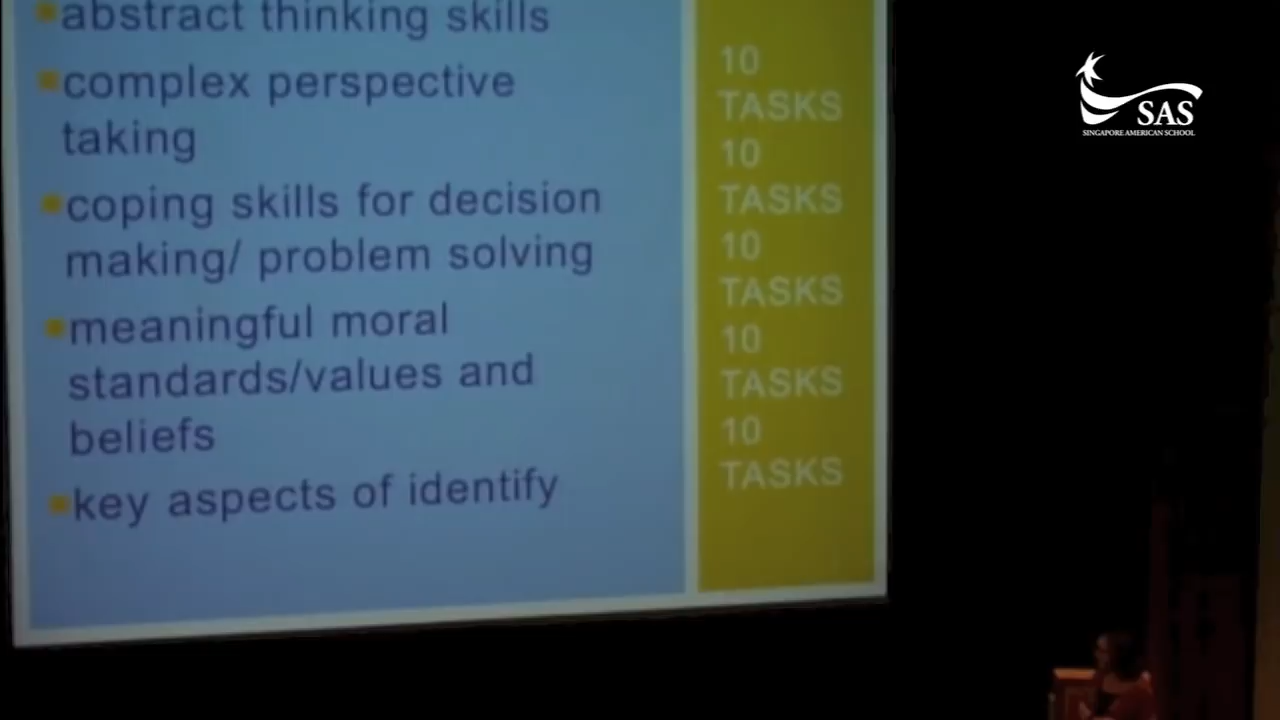 abstract thinking skills
complex perspective
taking
coping skills for decision
making/ problem solving
meaningful moral
standards/values and
beliefs
key aspects of identify
10
TASKS
10
TASKS
10
TASKS
10
TASKS
10
TASKS
SAS
SINGAPORE AMERICAN SCHOOL